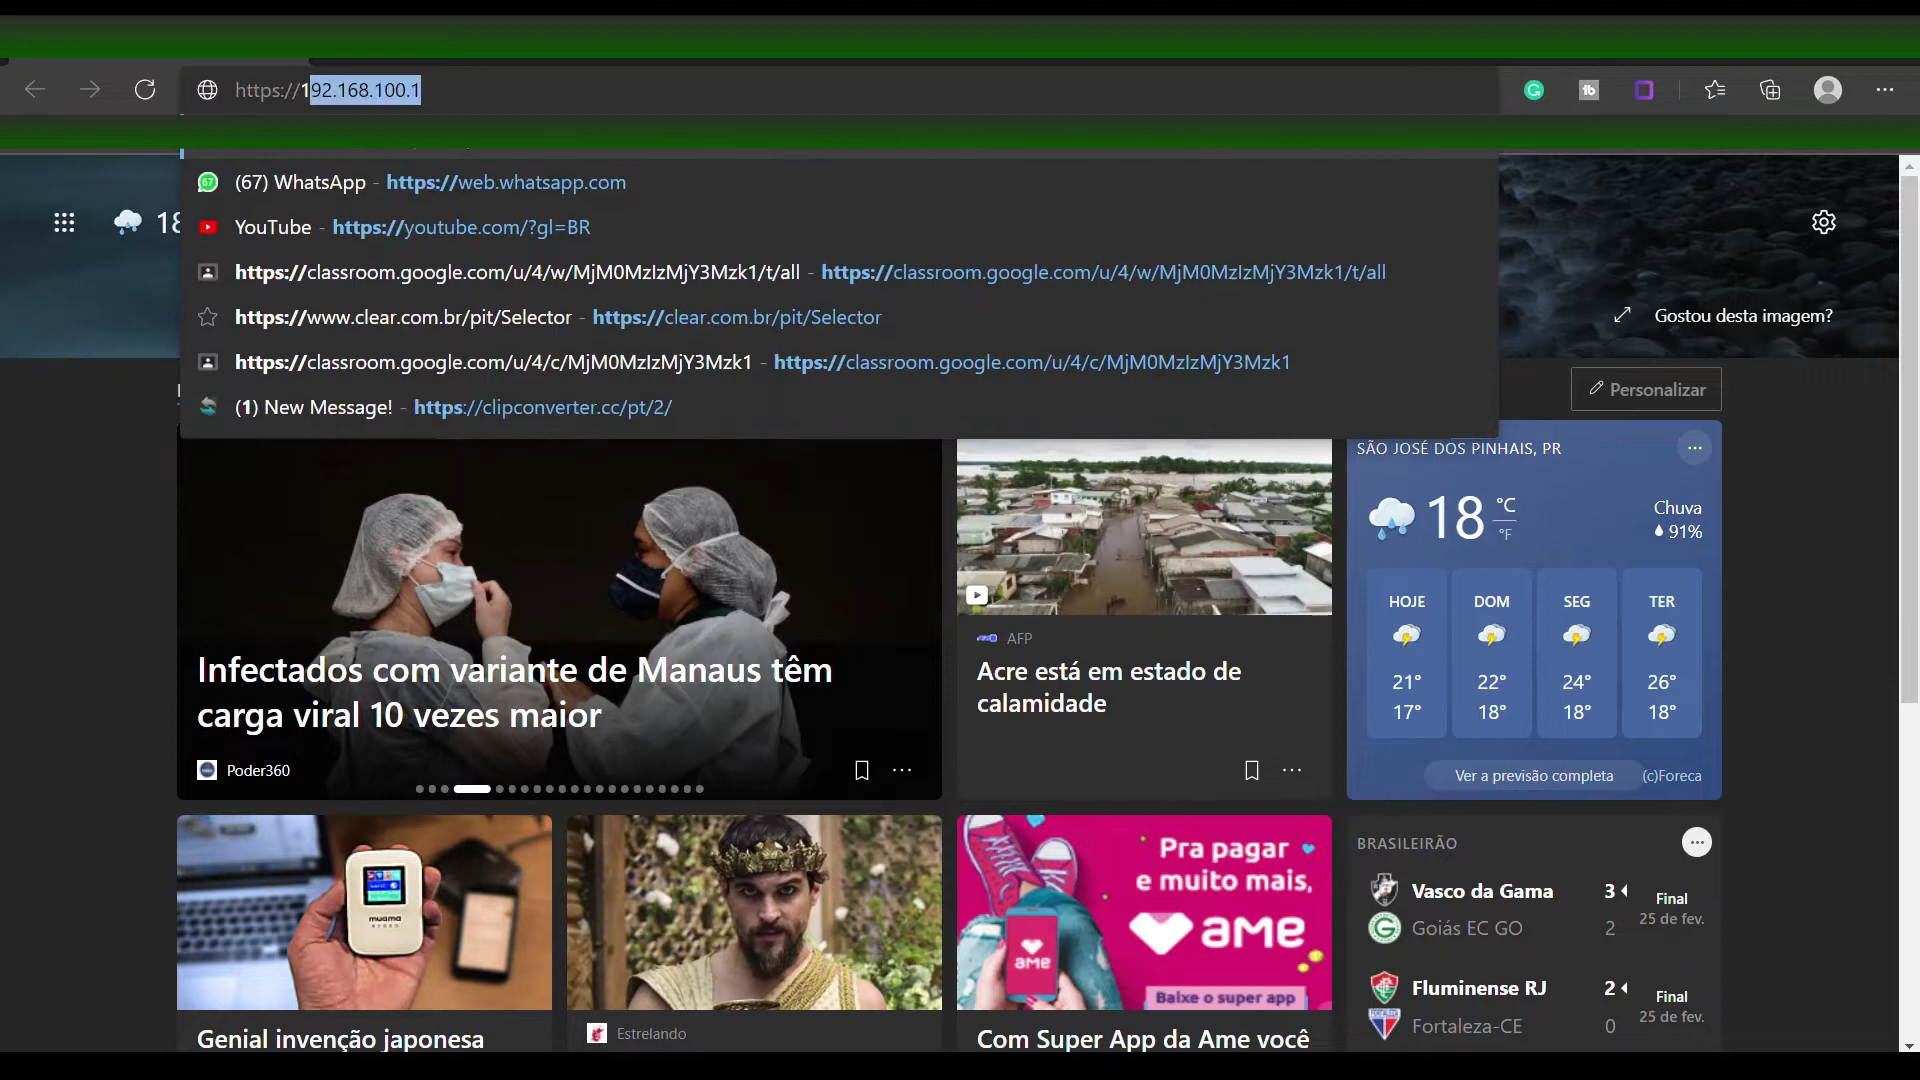 https://192.168.100.1
(67) WhatsApp - https://web.whatsapp.com
YouTube - https://youtube.com/?gl=BR
https://classroom.google.com/u/4/w/MjM0MzIzMjY3Mzk1/t/all - https://classroom.google.com/u/4/w/MjM0MzIzMjY3Mzk1/t/all
https://www.clear.com.br/pit/Selector - https://clear.com.br/pit/Selector
https://classroom.google.com/u/4/c/MjM0MzIzMjY3Mzk1 - https://classroom.google.com/u/4/c/MjM0MzIzMjY3Mzk1
(1) New Message! - https://clipconverter.cc/pt/2/
18
Gostou desta imagem?
Personalizar
Infectados com variante de Manaus têm
carga viral 10 vezes maior
Poder360
AFP
Acre está em estado de
calamidade
SÃO JOSÉ DOS PINHAIS, PR
18 °C
°F
Chuva
91%
HOJE DOM SEG TER
21° 22° 24° 26°
17° 18° 18° 18°
Ver a previsão completa
(c)Foreca
muama
Genial invenção japonesa
Estrelando
Pra pagar
e muito mais,
ame
ame
Baixe o super app
Com Super App da Ame você
BRASILEIRÃO
Vasco da Gama 3
Goiás EC GO 2
Final
25 de fev.
Fluminense RJ 2
Fortaleza-CE 0
Final
25 de fev.